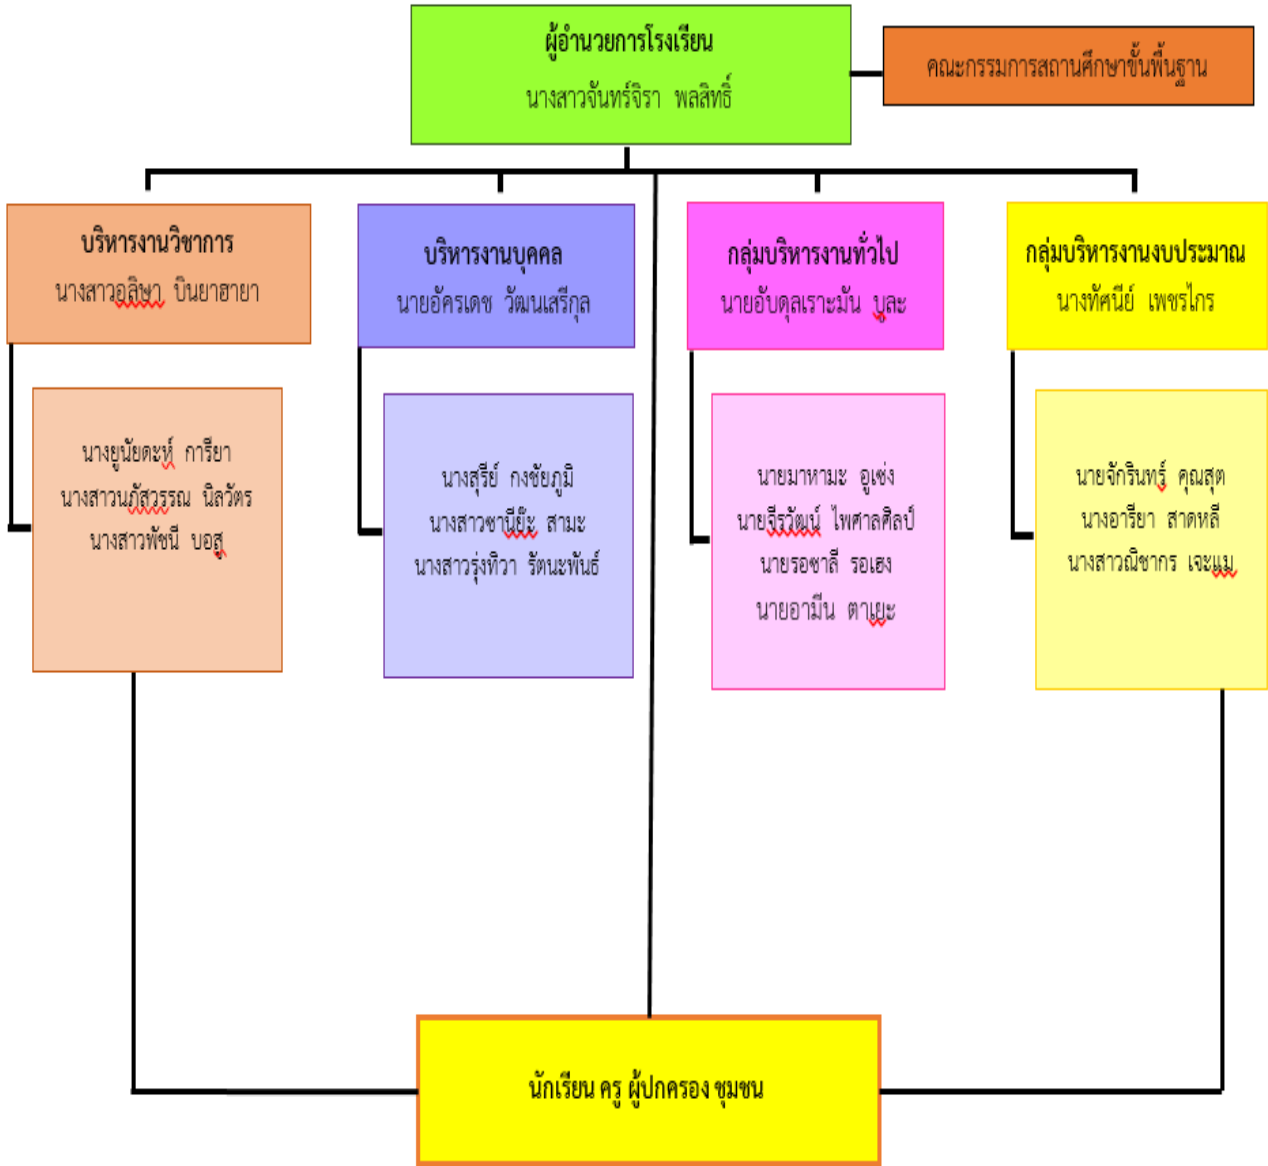 ผู้อำนวยการโรงเรียน
นางสาวจันทร์จิรา พลสิทธิ์
คณะกรรมการสถานศึกษาขั้นพื้นฐาน
บริหารงานวิชาการ
นางสาวอลิษา บินยาฮายา
บริหารงานบุคคล
นายอัครเดช วัฒนเสรีกุล
กลุ่มบริหารงานทั่วไป
นายอับดุลเราะมัน บูละ
กลุ่มบริหารงานงบประมาณ
นางทัศนีย์ เพชรไกร
นางยูนัยดะห์ การียา
นางสาวนภัสวรรณ นิลวัตร
นางสาวพัชนี บอสู
นางสุรีย์ กงชัยภูมิ
นางสาวซานีย๊ะ สามะ
นางสาวรุ่งทิวา รัตนะพันธ์
นายมาหามะ อูเซ่ง
นายจีรวัฒน์ ไพศาลศิลป์
นายรอซาลี รอเฮง
นายอามีน ตาเยะ
นายจักรินทร์ คุณสุต
นางอารียา สาดหลี
นางสาวณิชากร เจะแม
นักเรียน ครู ผู้ปกครอง ชุมชน